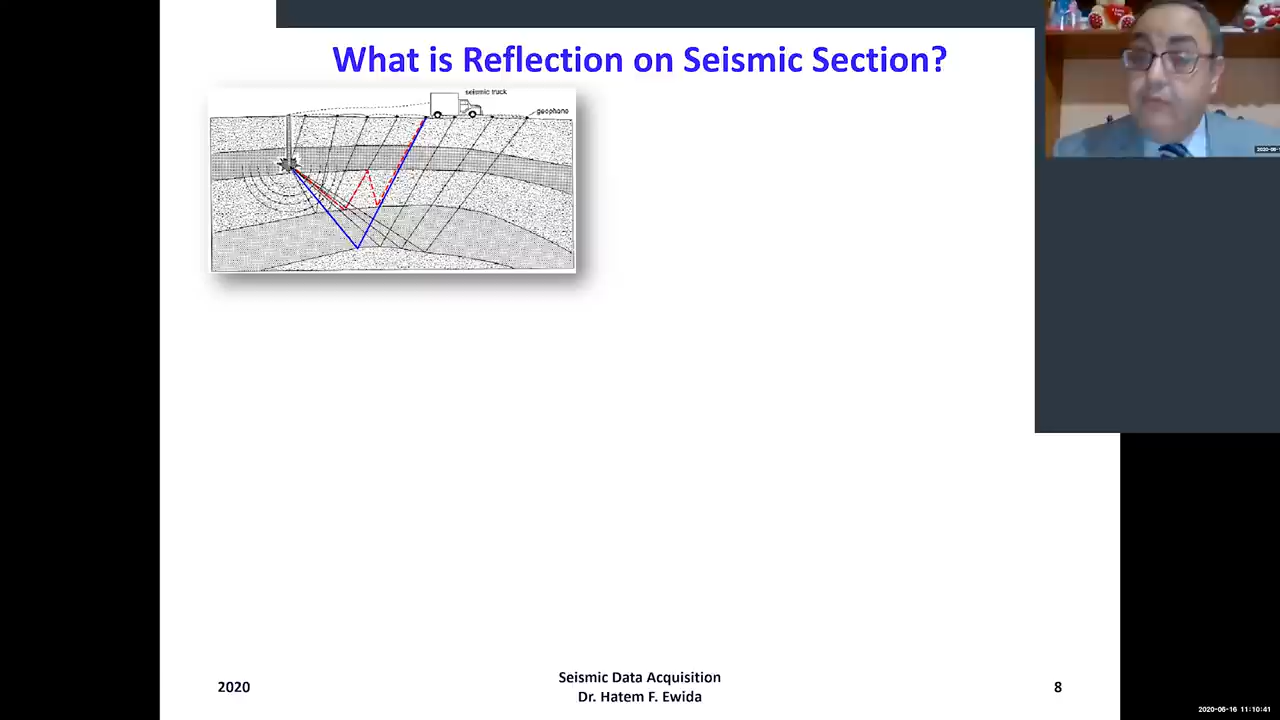 What is Reflection on Seismic Section?
seismic truck
geophone
2020
Seismic Data Acquisition
Dr. Hatem F. Ewida
8
2020-06-16 11:10:41